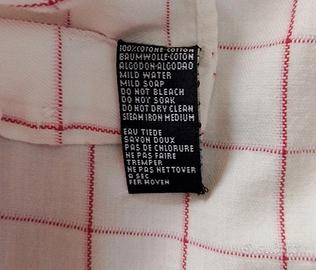 100%COTONE-COTTON
BAUMWOLLE-COTON
ALGODON-ALGODAO
MILD WATER
MILD SOAP
DO NOT BLEACH
DO NOT SOAK
DO NOT DRY CLEAN
STEAM IRON MEDIUM
EAU TIEDE
SAVON DOUX
PAS DE CHLORURE
NE PAS FAIRE
TREMPER
NE PAS NETTOVER
A SEC
FER MOVEN